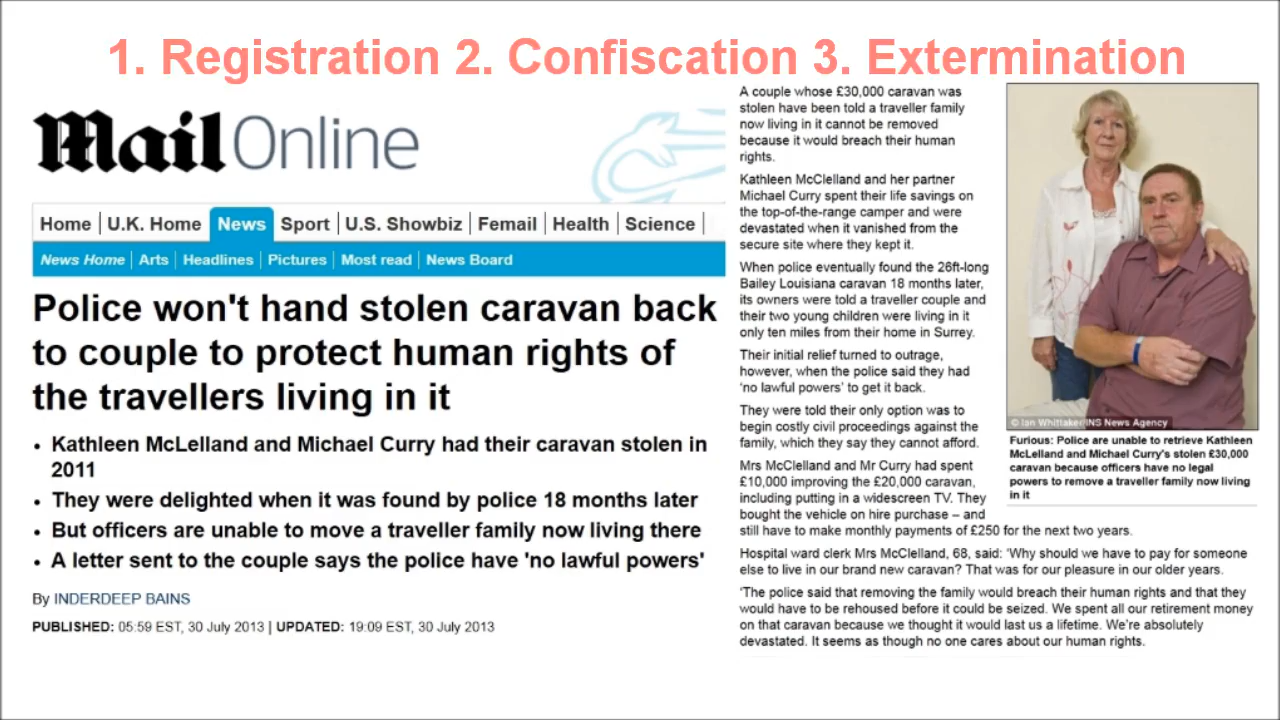 1. Registration 2. Confiscation 3. Extermination
Mail Online
Home | U.K. Home | News | Sport | U.S. Showbiz | Femail | Health | Science |
News Home | Arts | Headlines | Pictures | Most read | News Board
Police won't hand stolen caravan back
to couple to protect human rights of
the travellers living in it
• Kathleen McLelland and Michael Curry had their caravan stolen in
2011
• They were delighted when it was found by police 18 months later
• But officers are unable to move a traveller family now living there
• A letter sent to the couple says the police have 'no lawful powers'
By INDERDEEP BAINS
PUBLISHED: 05:59 EST, 30 July 2013 | UPDATED: 19:09 EST, 30 July 2013
A couple whose £30,000 caravan was
stolen have been told a traveller family
now living in it cannot be removed
because it would breach their human
rights.
Kathleen McClelland and her partner
Michael Curry spent their life savings on
the top-of-the-range camper and were
devastated when it vanished from the
secure site where they kept it.
When police eventually found the 26ft-long
Bailey Louisiana caravan 18 months later,
its owners were told a traveller couple and
their two young children were living in it
only ten miles from their home in Surrey.
Their initial relief turned to outrage,
however, when the police said they had
'no lawful powers' to get it back.
They were told their only option was to
begin costly civil proceedings against the
family, which they say they cannot afford.
Mrs McClelland and Mr Curry had spent
£10,000 improving the £20,000 caravan,
including putting in a widescreen TV. They
bought the vehicle on hire purchase – and
still have to make monthly payments of £250 for the next two years.
Hospital ward clerk Mrs McClelland, 68, said: 'Why should we have to pay for someone
else to live in our brand new caravan? That was for our pleasure in our older years.
'The police said that removing the family would breach their human rights and that they
would have to be rehoused before it could be seized. We spent all our retirement money
on that caravan because we thought it would last us a lifetime. We're absolutely
devastated. It seems as though no one cares about our human rights.
© Ian Whittaker/INS News Agency
Furious: Police are unable to retrieve Kathleen
McLelland and Michael Curry's stolen £30,000
caravan because officers have no legal
powers to remove a traveller family now living
in it